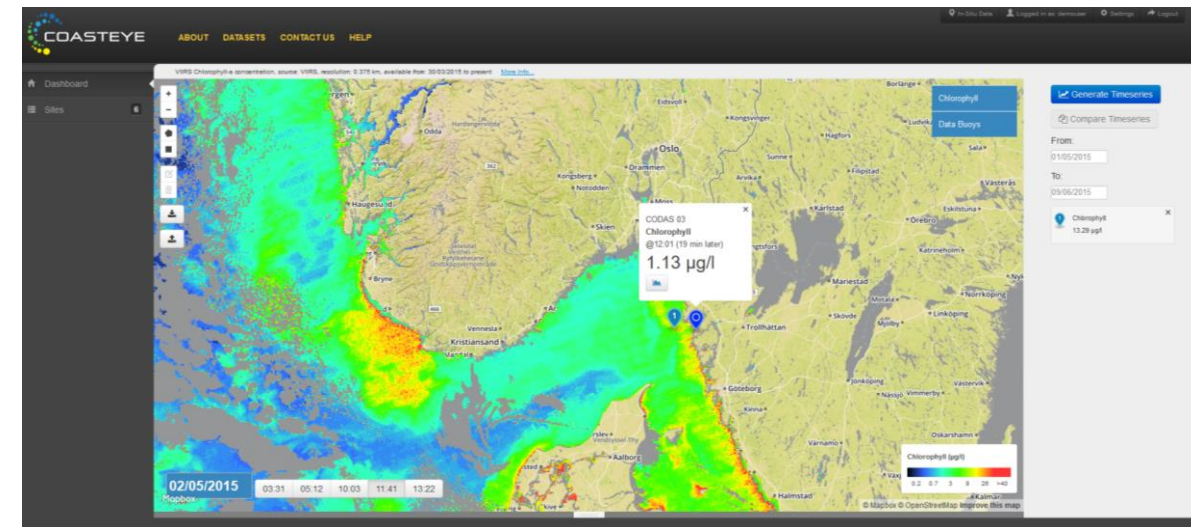 In-Situ Data Logged in as: demouser Settings Logout
COASTEYE
ABOUT DATASETS CONTACT US HELP
VIIRS Chlorophyll-a concentration, source: VIIRS, resolution: 0.375 km, available from: 30/03/2015 to present More info...
Dashboard
Sites 6
+
-
Chlorophyll
Data Buoys
Generate Timeseries
Compare Timeseries
From:
01/05/2015
To:
09/06/2015
1 Chlorophyll ×
13.29 µg/l
Borlänge
Eidsvoll
Kongsvinger
Odda
Hagfors
Oslo
Sala
Drammen
Sunne
Kongsberg
Arvika
Filipstad
Västerås
Notodden
Moss
Haugesund
Karlstad
Eskilstuna
Örebro
Skien
Katrineholm
CODAS 03 ×
Chlorophyll
@12:01 (19 min later)
1.13 µg/l
Bryne
Mariestad
Motala
Norrköping
Skövde
Mjölby
Linköping
Vennesla
Trollhättan
1
Kristiansand
Mandal
Jönköping
Västervik
Göteborg
Nässjö
Vimmerby
Kinna
Oskarshamn
Värnamo
Aalborg
Halmstad
Kalmar
Chlorophyll (µg/l)
0.2 0.7 3 8 26 >40
02/05/2015
03:31 05:12 10:03 11:41 13:22
Mapbox
© Mapbox © OpenStreetMap Improve this map